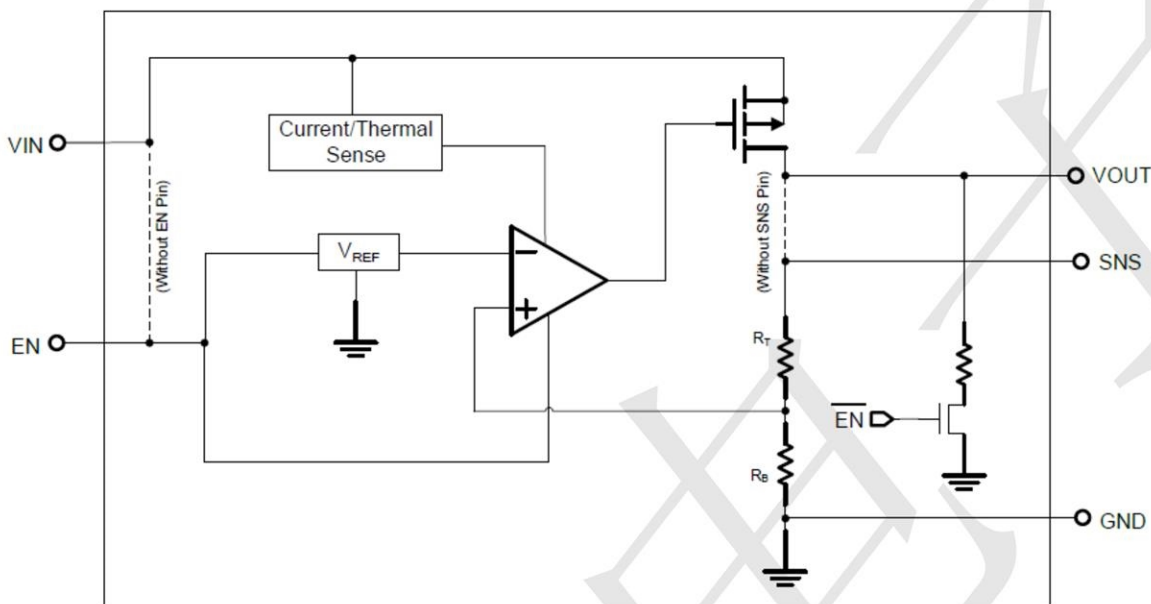 Current/Thermal
Sense
VIN
(Without EN Pin)
VREF
−
+
EN
(Without SNS Pin)
VOUT
SNS
RT
EN
RB
GND